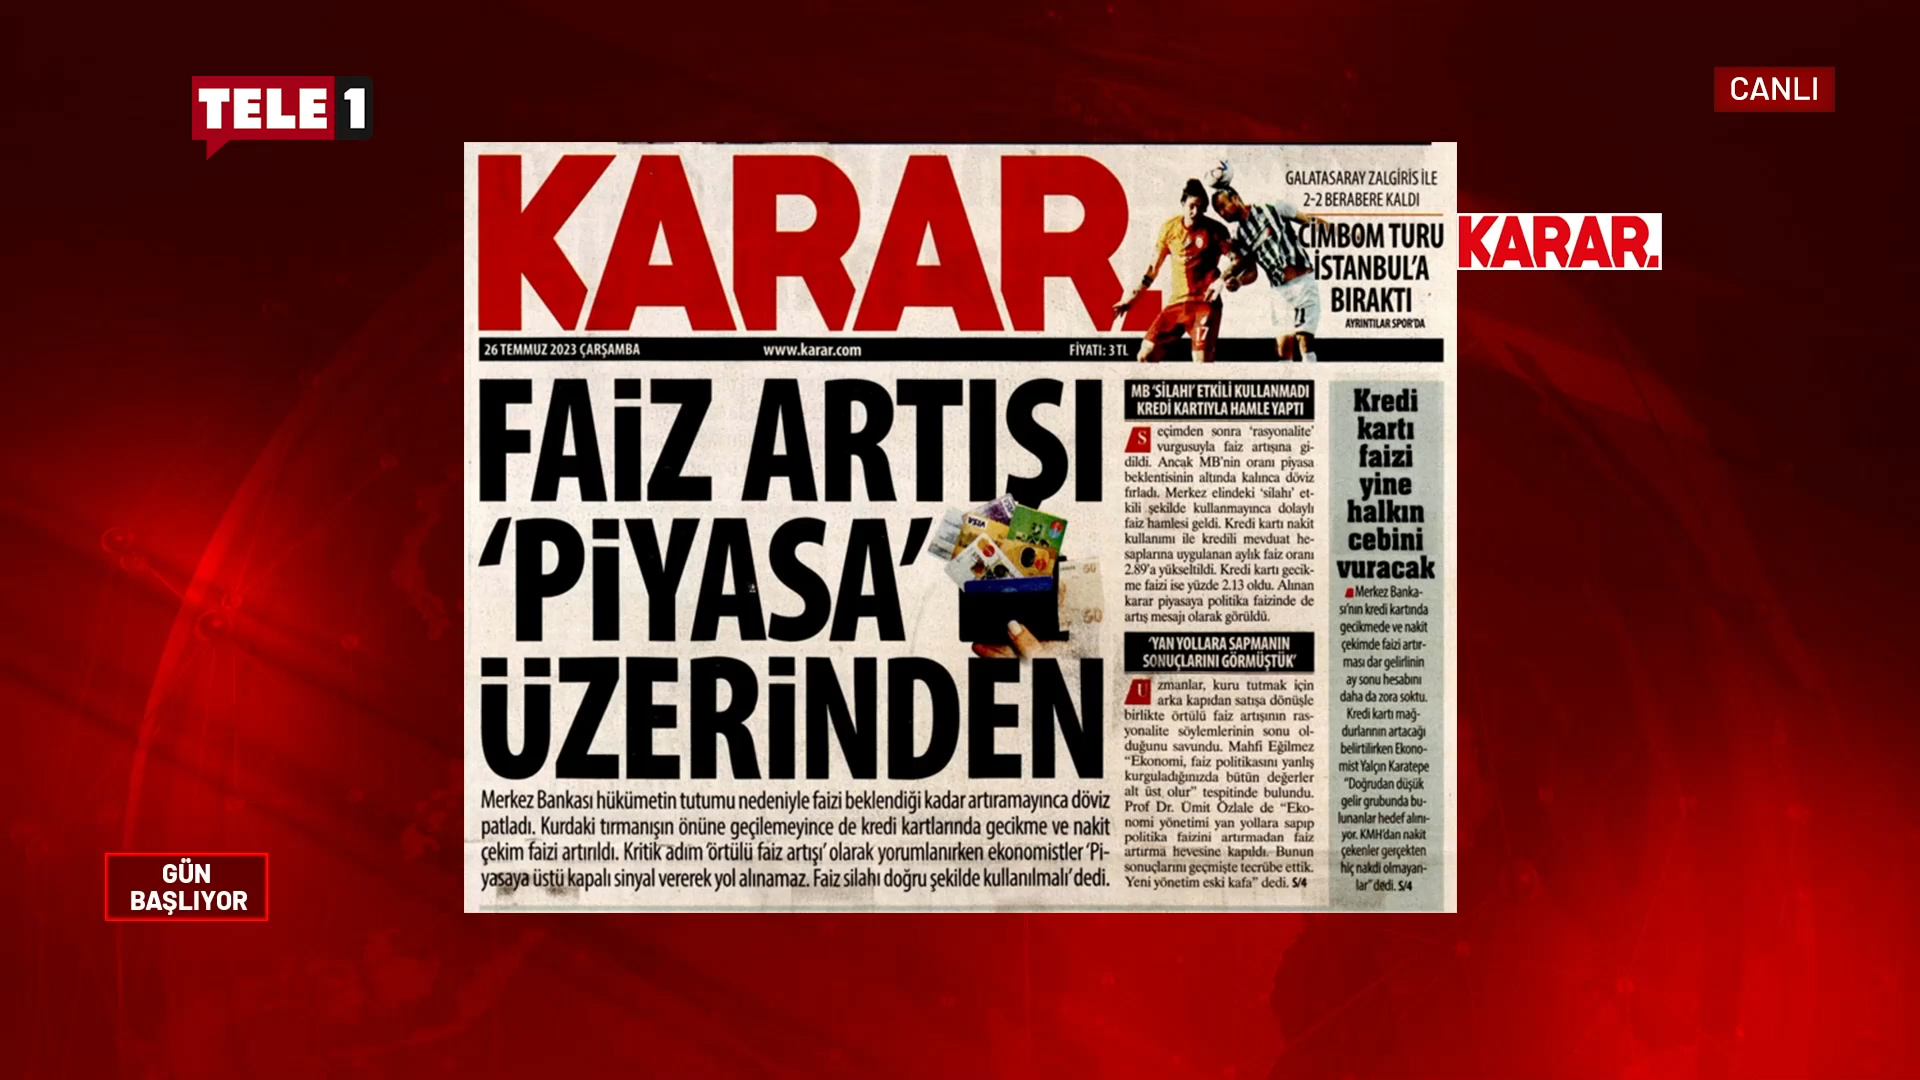 TELE 1
CANLI
KARAR.
KARAR.
GALATASARAY ZALGİRİS İLE
2-2 BERABERE KALDI
CİMBOM TURU
İSTANBUL'A
BIRAKTI
AYRINTILAR SPOR'DA
17
26 TEMMUZ 2023 ÇARŞAMBA
www.karar.com
FİYATI: 3 TL
FAİZ ARTIŞI
'PİYASA'
ÜZERİNDEN
VISA
Merkez Bankası hükümetin tutumu nedeniyle faizi beklendiği kadar artıramayınca döviz
patladı. Kurdaki tırmanışın önüne geçilemeyince de kredi kartlarında gecikme ve nakit
çekim faizi artırıldı. Kritik adım 'örtülü faiz artışı' olarak yorumlanırken ekonomistler 'Pi-
yasaya üstü kapalı sinyal vererek yol alınamaz. Faiz silahı doğru şekilde kullanılmalı' dedi.
MB 'SİLAHI' ETKİLİ KULLANMADI
KREDİ KARTIYLA HAMLE YAPTI
Seçimden sonra 'rasyonalite'
vurgusuyla faiz artışına gi-
dildi. Ancak MB'nin oranı piyasa
beklentisinin altında kalınca döviz
fırladı. Merkez elindeki 'silahı' et-
kili şekilde kullanmayınca dolaylı
faiz hamlesi geldi. Kredi kartı nakit
kullanımı ile kredili mevduat he-
saplarına uygulanan aylık faiz oranı
2.89'a yükseltildi. Kredi kartı gecik-
me faizi ise yüzde 2.13 oldu. Alınan
karar piyasaya politika faizinde de
artış mesajı olarak görüldü.
'YAN YOLLARA SAPMANIN
SONUÇLARINI GÖRMÜŞTÜK'
Uzmanlar, kuru tutmak için
arka kapıdan satışa dönüşle
birlikte örtülü faiz artışının ras-
yonalite söylemlerinin sonu ol-
duğunu savundu. Mahfi Eğilmez
"Ekonomi, faiz politikasını yanlış
kurguladığınızda bütün değerler
alt üst olur" tespitinde bulundu.
Prof Dr. Ümit Özlale de "Eko-
nomi yönetimi yan yollara sapıp
politika faizini artırmadan faiz
artırma hevesine kapıldı. Bunun
sonuçlarını geçmişte tecrübe ettik.
Yeni yönetim eski kafa" dedi. S/4
Kredi
kartı
faizi
yine
halkın
cebini
vuracak
Merkez Banka-
sı'nın kredi kartında
gecikmede ve nakit
çekimde faizi artır-
ması dar gelirlinin
ay sonu hesabını
daha da zora soktu.
Kredi kartı mağ-
durlarının artacağı
belirtilirken Ekono-
mist Yalçın Karatepe
"Doğrudan düşük
gelir grubunda bu-
lunanlar hedef alını-
yor. KMH'dan nakit
çekenler gerçekten
hiç nakdi olmayan-
lar" dedi. S/4
GÜN
BAŞLIYOR